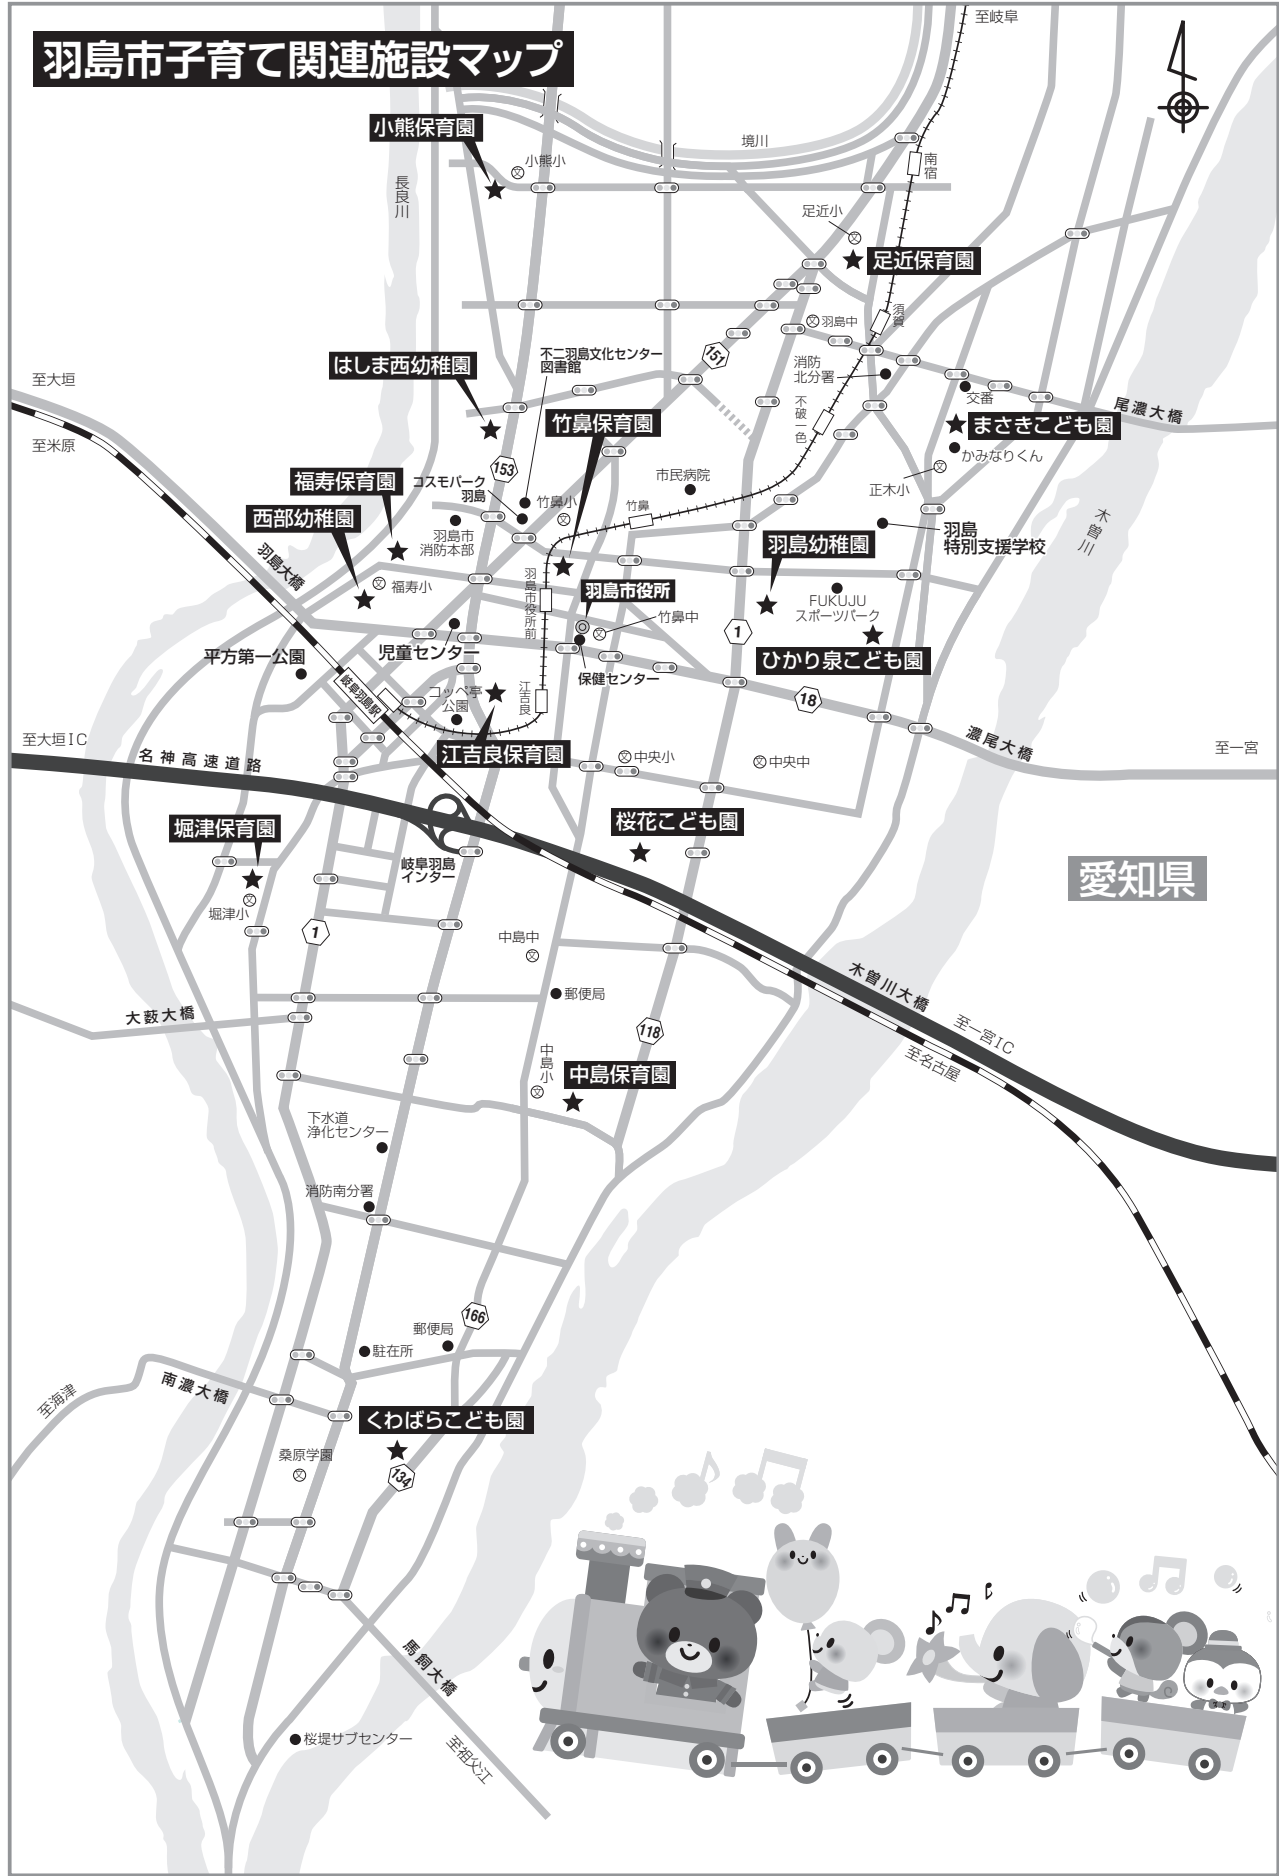 羽島市子育て関連施設マップ
至岐阜
小熊保育園
小熊小
境川
南宿
長良川
足近小
足近保育園
須賀
羽島中
不二羽島文化センター
図書館
151
消防
北分署
はしま西幼稚園
至大垣
交番
尾濃大橋
不破一色
竹鼻保育園
まさきこども園
至米原
かみなりくん
153
福寿保育園
コスモパーク
羽島
市民病院
正木小
竹鼻小
竹鼻
西部幼稚園
木曽川
羽島市
消防本部
羽島
特別支援学校
羽島幼稚園
羽島大橋
福寿小
羽島市役所前
羽島市役所
FUKUJU
スポーツパーク
竹鼻中
1
児童センター
平方第一公園
ひかり泉こども園
保健センター
岐阜羽島駅
コッペ亭
公園
江吉良
18
至大垣IC
名神高速道路
濃尾大橋
至一宮
江吉良保育園
中央小
中央中
堀津保育園
桜花こども園
岐阜羽島
インター
愛知県
堀津小
1
中島中
木曽川大橋
郵便局
大藪大橋
至一宮IC
118
至名古屋
中島小
中島保育園
下水道
浄化センター
消防南分署
166
郵便局
駐在所
南濃大橋
至海津
くわばらこども園
桑原学園
134
馬飼大橋
桜堤サブセンター
至祖父江